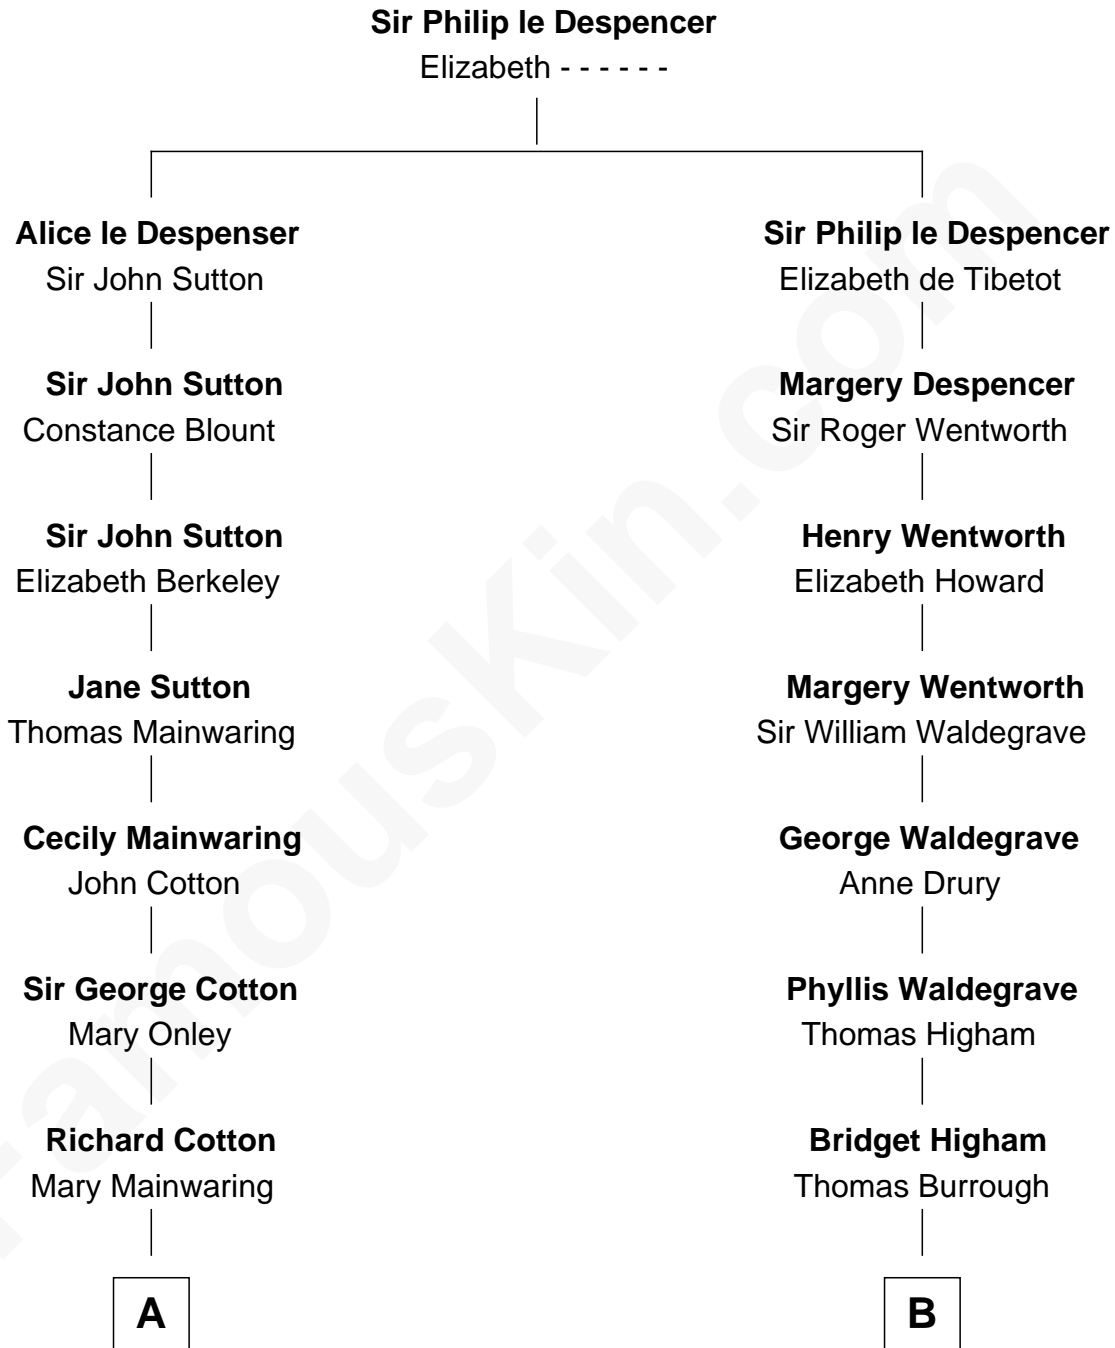 Sir Philip le Despencer
Elizabeth - - - - - -
Alice le Despenser
Sir John Sutton
Sir Philip le Despencer
Elizabeth de Tibetot
Sir John Sutton
Constance Blount
Margery Despencer
Sir Roger Wentworth
Sir John Sutton
Elizabeth Berkeley
Henry Wentworth
Elizabeth Howard
Jane Sutton
Thomas Mainwaring
Margery Wentworth
Sir William Waldegrave
Cecily Mainwaring
John Cotton
George Waldegrave
Anne Drury
Sir George Cotton
Mary Onley
Phyllis Waldegrave
Thomas Higham
Richard Cotton
Mary Mainwaring
Bridget Higham
Thomas Burrough
A
B
FamousKin.com